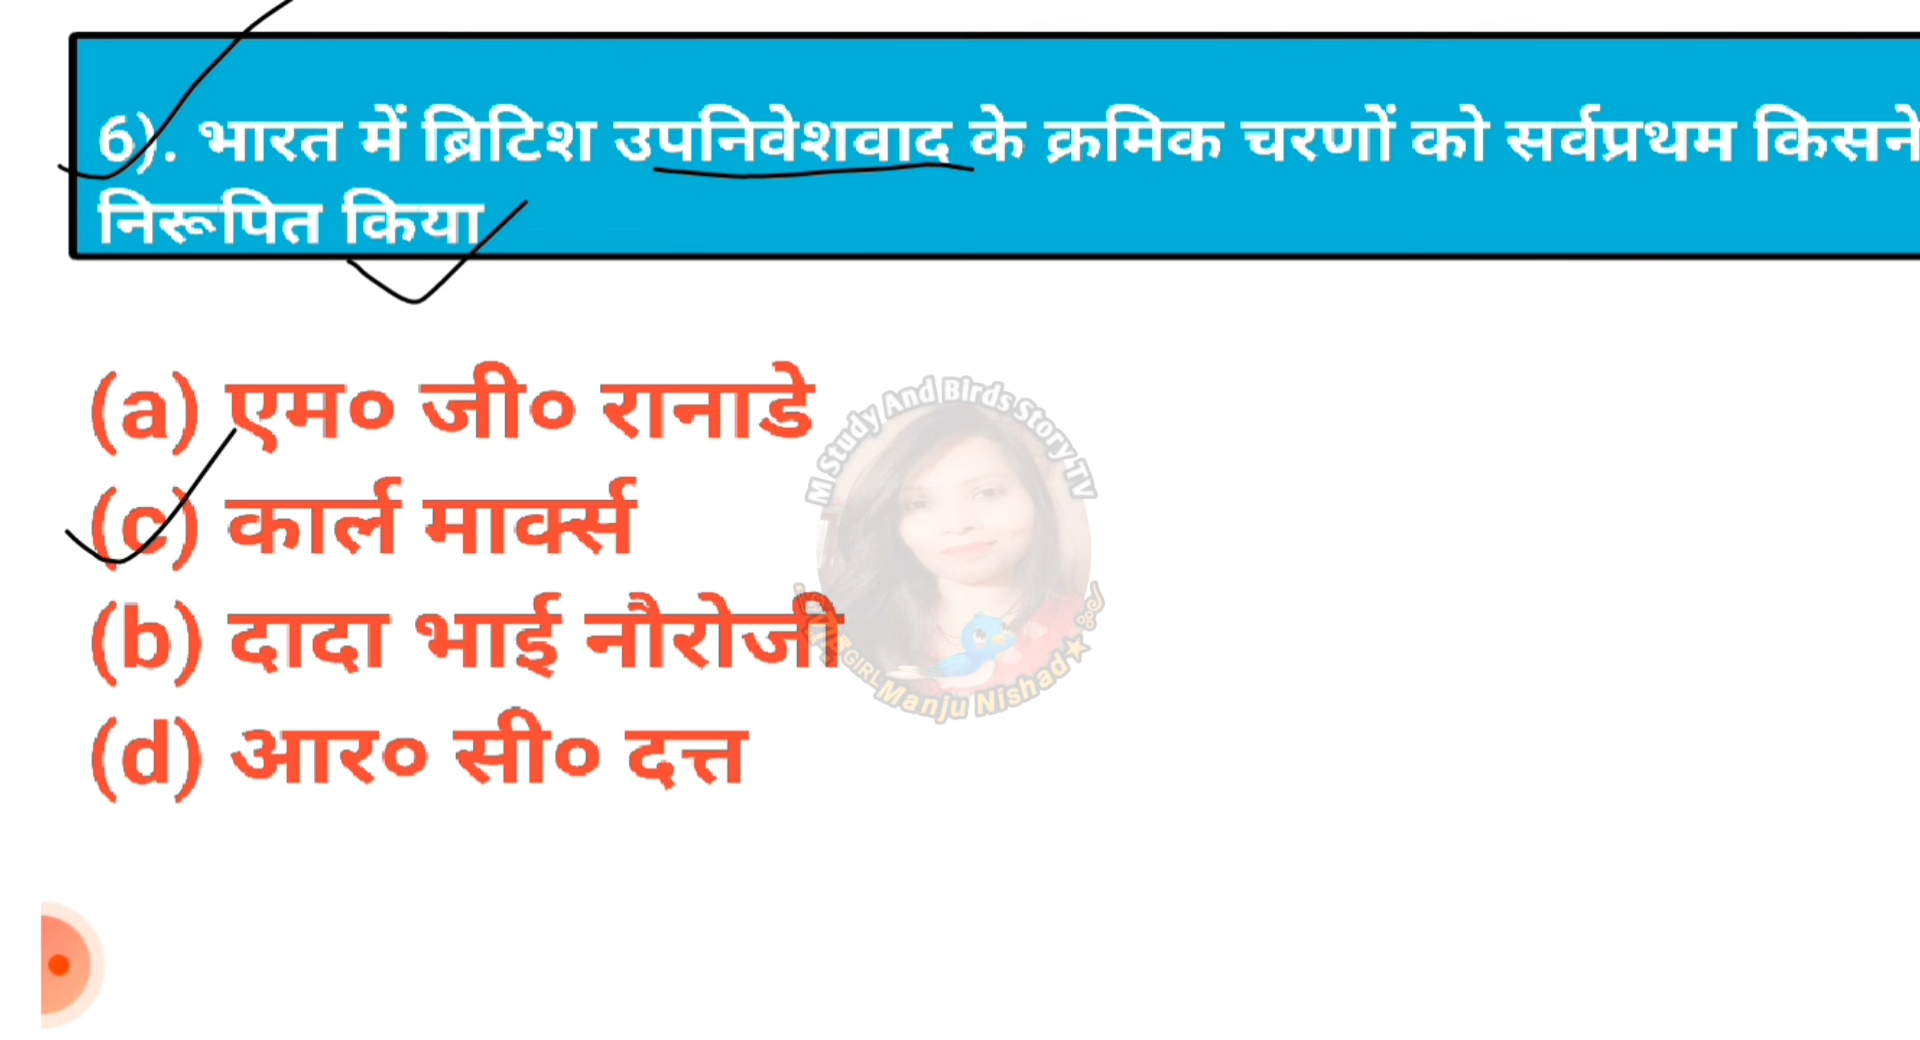 6). भारत में ब्रिटिश उपनिवेशवाद के क्रमिक चरणों को सर्वप्रथम किसने
निरूपित किया
(a) एम० जी० रानाडे
(c) कार्ल मार्क्स
(b) दादा भाई नौरोजी
(d) आर० सी० दत्त
M Study And Birds Story TV
GIRL Manju Nishad